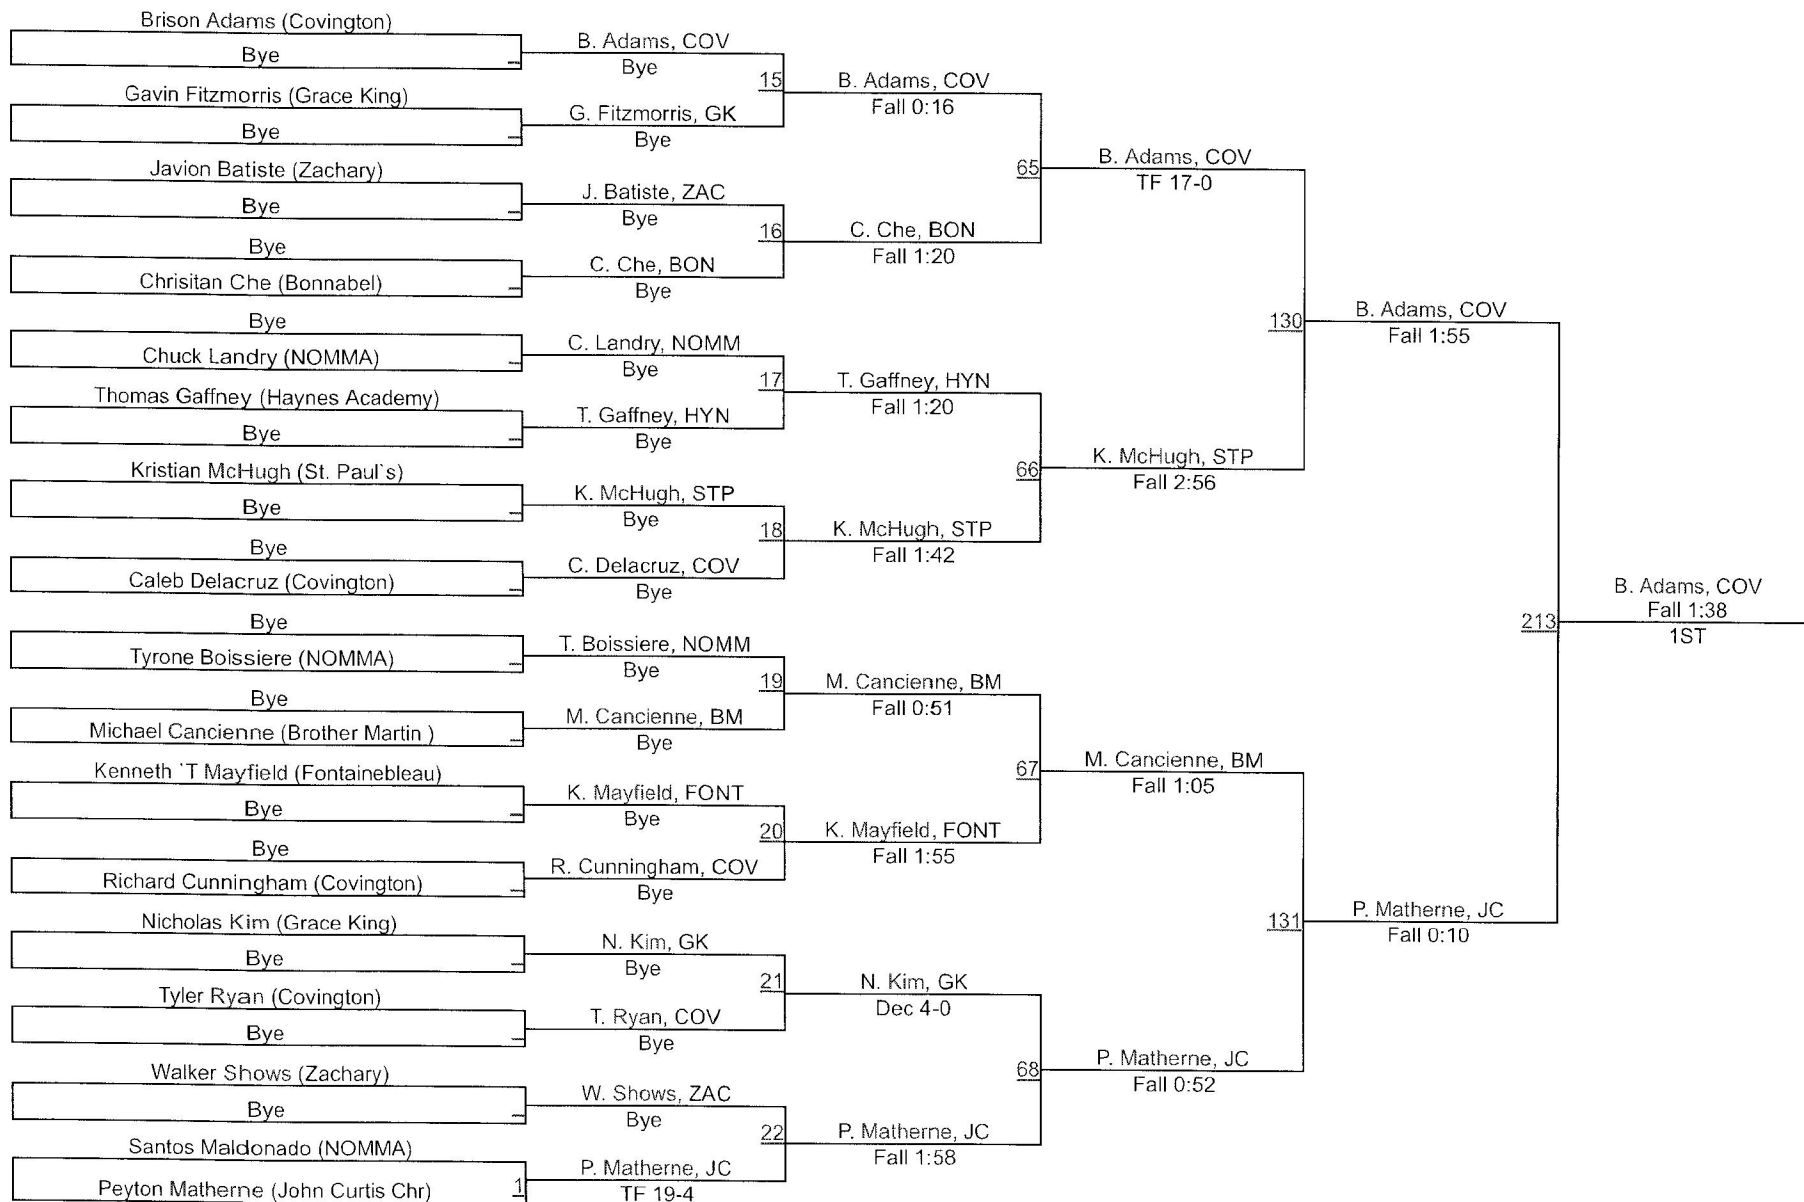 Brison Adams (Covington)
Bye
Gavin Fitzmorris (Grace King)
Bye
Javion Batiste (Zachary)
Bye
Bye
Chrisitan Che (Bonnabel)
Bye
Chuck Landry (NOMMA)
Thomas Gaffney (Haynes Academy)
Bye
Kristian McHugh (St. Paul`s)
Bye
Bye
Caleb Delacruz (Covington)
Bye
Tyrone Boissiere (NOMMA)
Bye
Michael Cancienne (Brother Martin )
Kenneth `T Mayfield (Fontainebleau)
Bye
Bye
Richard Cunningham (Covington)
Nicholas Kim (Grace King)
Bye
Tyler Ryan (Covington)
Bye
Walker Shows (Zachary)
Bye
Santos Maldonado (NOMMA)
Peyton Matherne (John Curtis Chr)
1
B. Adams, COV
Bye
G. Fitzmorris, GK
Bye
J. Batiste, ZAC
Bye
C. Che, BON
Bye
C. Landry, NOMM
Bye
T. Gaffney, HYN
Bye
K. McHugh, STP
Bye
C. Delacruz, COV
Bye
T. Boissiere, NOMM
Bye
M. Cancienne, BM
Bye
K. Mayfield, FONT
Bye
R. Cunningham, COV
Bye
N. Kim, GK
Bye
T. Ryan, COV
Bye
W. Shows, ZAC
Bye
P. Matherne, JC
TF 19-4
15
16
17
18
19
20
21
22
B. Adams, COV
Fall 0:16
C. Che, BON
Fall 1:20
T. Gaffney, HYN
Fall 1:20
K. McHugh, STP
Fall 1:42
M. Cancienne, BM
Fall 0:51
K. Mayfield, FONT
Fall 1:55
N. Kim, GK
Dec 4-0
P. Matherne, JC
Fall 1:58
65
66
67
68
B. Adams, COV
TF 17-0
K. McHugh, STP
Fall 2:56
M. Cancienne, BM
Fall 1:05
P. Matherne, JC
Fall 0:52
130
131
B. Adams, COV
Fall 1:55
P. Matherne, JC
Fall 0:10
213
B. Adams, COV
Fall 1:38
1ST